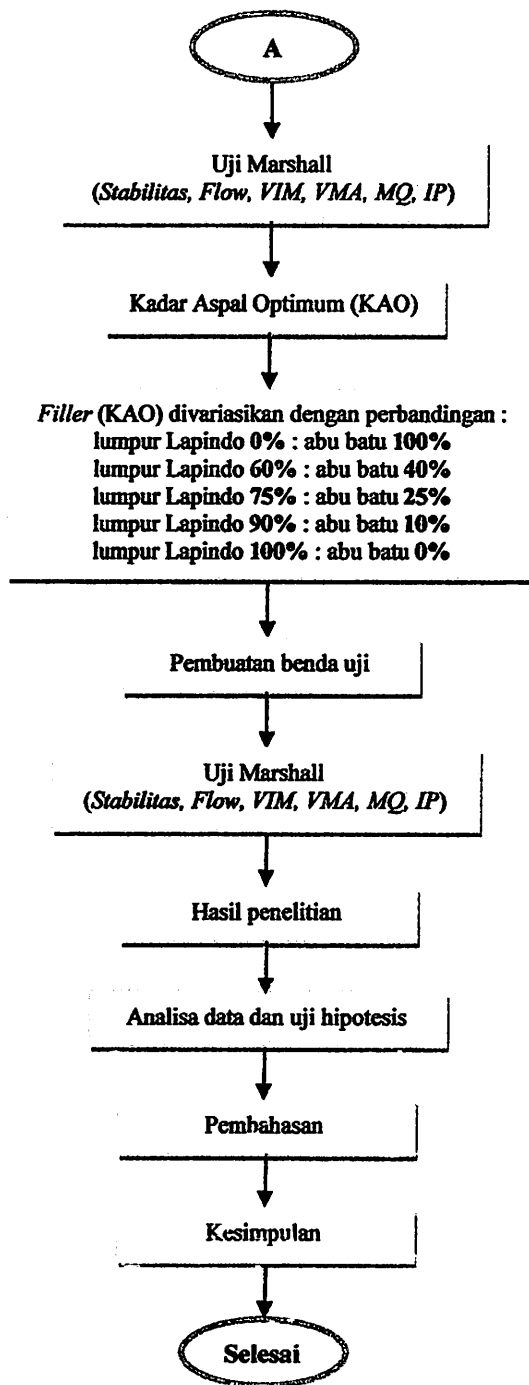 A
Uji Marshall
(Stabilitas, Flow, VIM, VMA, MQ, IP)
Kadar Aspal Optimum (KAO)
Filler (KAO) divariasikan dengan perbandingan :
lumpur Lapindo 0% : abu batu 100%
lumpur Lapindo 60% : abu batu 40%
lumpur Lapindo 75% : abu batu 25%
lumpur Lapindo 90% : abu batu 10%
lumpur Lapindo 100% : abu batu 0%
Pembuatan benda uji
Uji Marshall
(Stabilitas, Flow, VIM, VMA, MQ, IP)
Hasil penelitian
Analisa data dan uji hipotesis
Pembahasan
Kesimpulan
Selesai